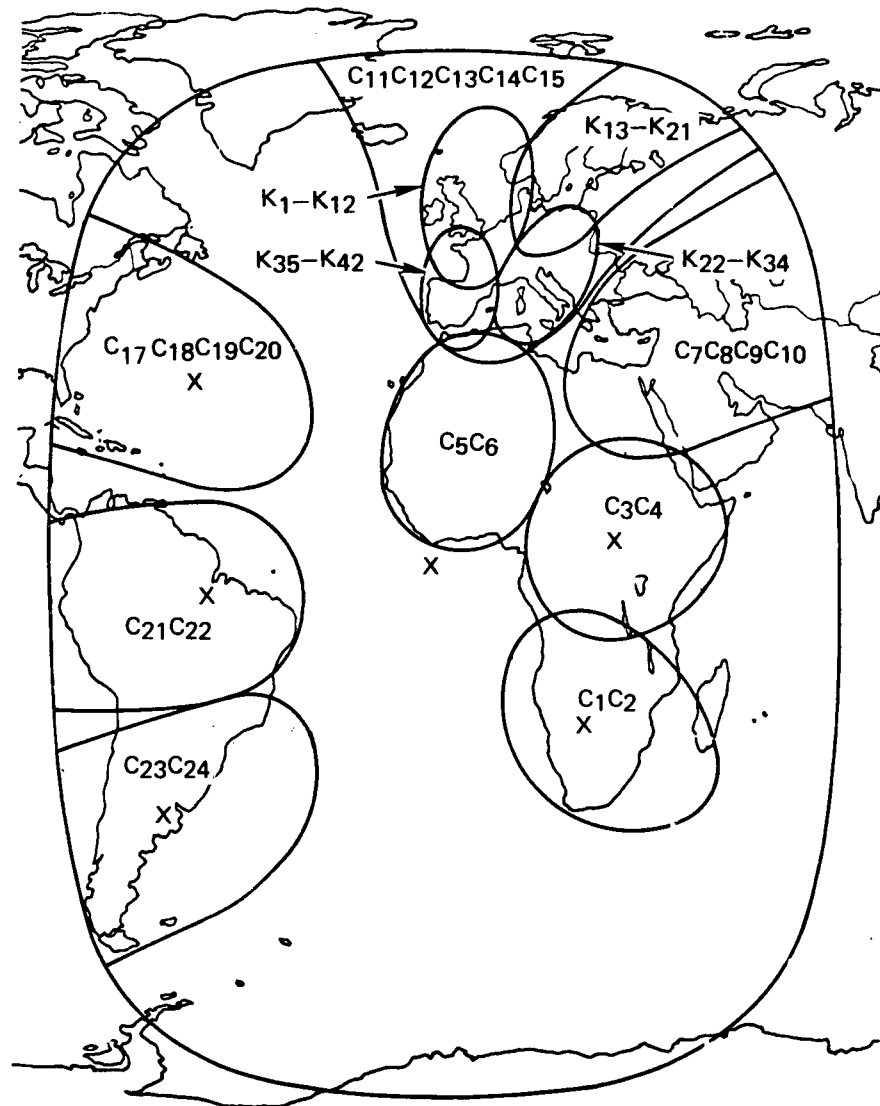 C11C12C13C14C15
K13–K21
K1–K12
K35–K42
K22–K34
C17C18C19C20
X
C7C8C9C10
C5C6
C3C4
X
X
X
C21C22
C1C2
X
C23C24
X